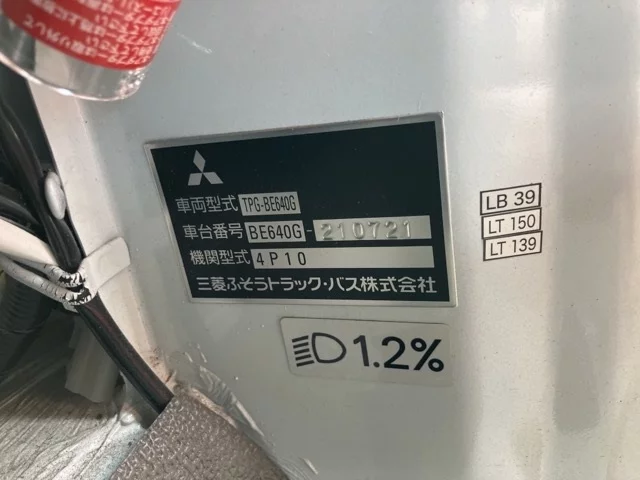 車両型式 TPG-BE640G
車台番号 BE640G-210721
機関型式 4P10
三菱ふそうトラック・バス株式会社
LB 39
LT 150
LT 139
1.2%